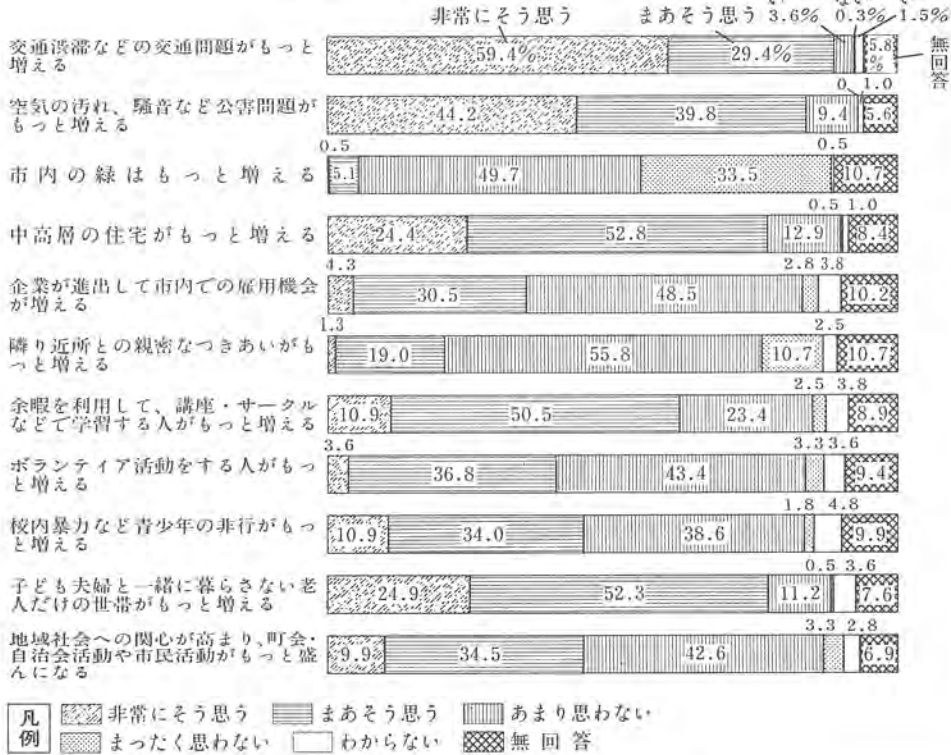 非常にそう思う　まあそう思う 3.6% 0.3% 1.5%
交通渋滞などの交通問題がもっと
増える
59.4% 29.4% 5.8%
無回答
空気の汚れ、騒音など公害問題が
もっと増える
0 1.0
44.2 39.8 9.4 5.6
市内の緑はもっと増える
0.5 0.5
5.1 49.7 33.5 10.7
中高層の住宅がもっと増える
0.5 1.0
24.4 52.8 12.9 8.4
企業が進出して市内での雇用機会
が増える
4.3 2.8 3.8
30.5 48.5 10.2
隣り近所との親密なつきあいがも
っと増える
1.3 2.5
19.0 55.8 10.7 10.7
余暇を利用して、講座・サークル
などで学習する人がもっと増える
2.5 3.8
10.9 50.5 23.4 8.9
ボランティア活動をする人がもっ
と増える
3.6 3.3 3.6
36.8 43.4 9.4
校内暴力など青少年の非行がもっ
と増える
1.8 4.8
10.9 34.0 38.6 9.9
子ども夫婦と一緒に暮らさない老
人だけの世帯がもっと増える
0.5 3.6
24.9 52.3 11.2 7.6
地域社会への関心が高まり、町会・
自治会活動や市民活動がもっと盛
んになる
3.3 2.8
9.9 34.5 42.6 6.9
凡例
非常にそう思う　まあそう思う　あまり思わない
まったく思わない　わからない　無回答